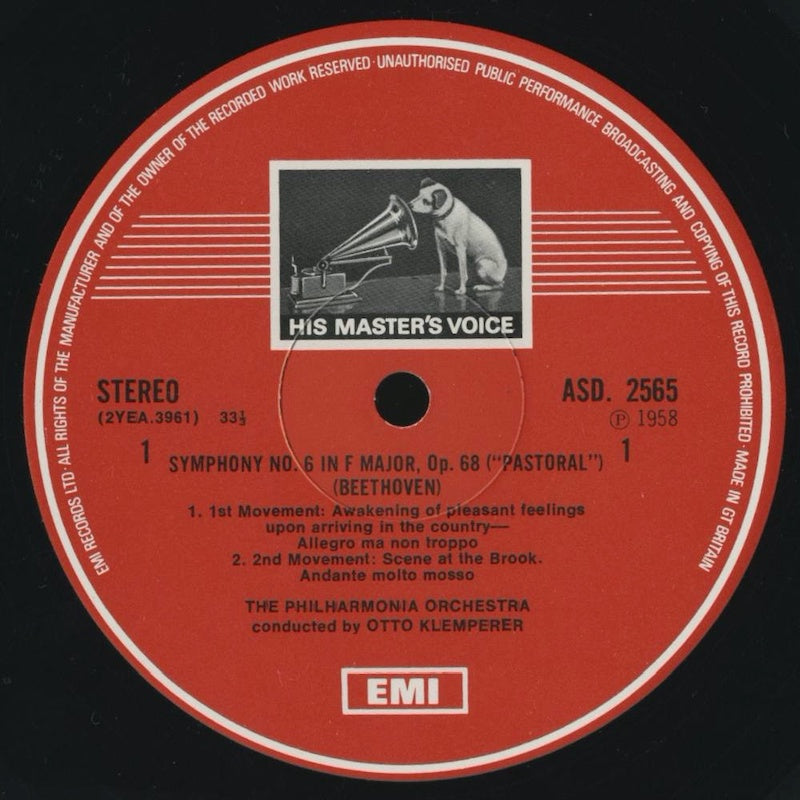 EMI RECORDS LTD · ALL RIGHTS OF THE MANUFACTURER AND OF THE OWNER OF THE RECORDED WORK RESERVED · UNAUTHORISED PUBLIC PERFORMANCE BROADCASTING AND COPYING OF THIS RECORD PROHIBITED · MADE IN GT BRITAIN
HIS MASTER'S VOICE
STEREO
(2YEA.3961) 33⅓
1
ASD. 2565
Ⓟ 1958
1
SYMPHONY NO. 6 IN F MAJOR, Op. 68 ("PASTORAL")
(BEETHOVEN)
1. 1st Movement: Awakening of pleasant feelings
upon arriving in the country—
Allegro ma non troppo
2. 2nd Movement: Scene at the Brook.
Andante molto mosso
THE PHILHARMONIA ORCHESTRA
conducted by OTTO KLEMPERER
EMI